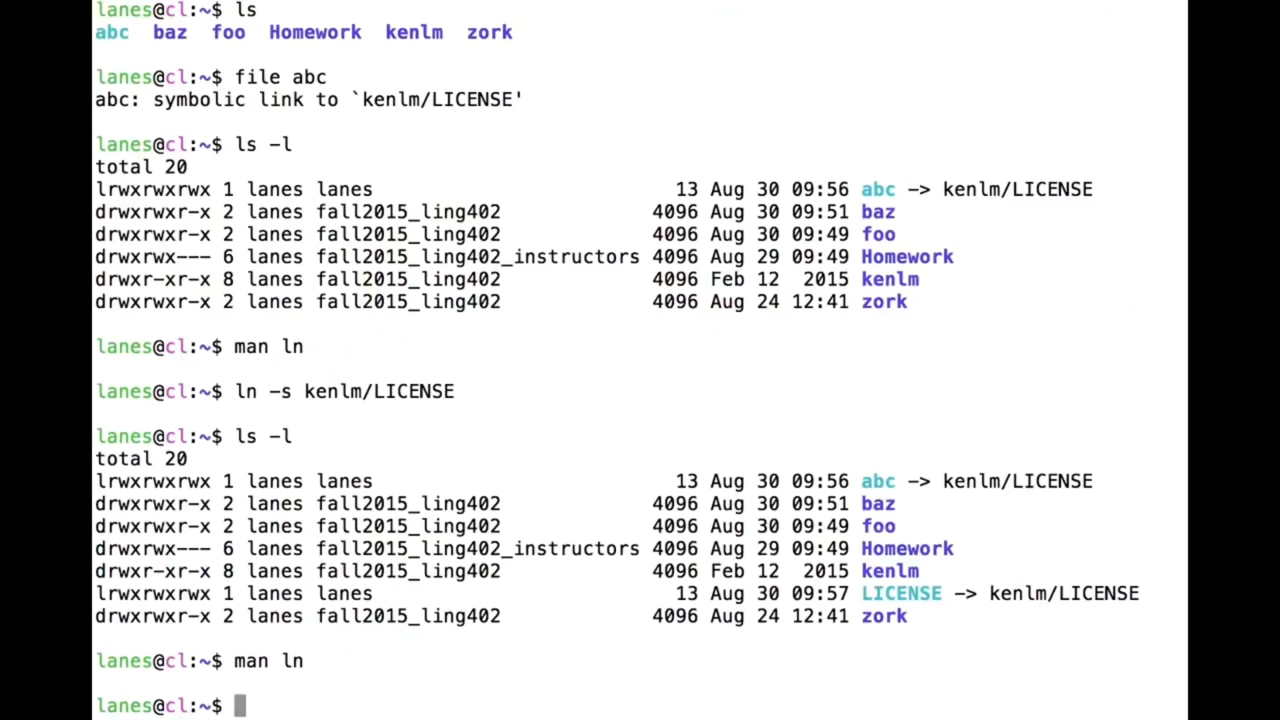 lanes@cl:~$ ls
abc  baz  foo  Homework  kenlm  zork
lanes@cl:~$ file abc
abc: symbolic link to `kenlm/LICENSE'
lanes@cl:~$ ls -l
total 20
lrwxrwxrwx 1 lanes lanes                          13 Aug 30 09:56 abc -> kenlm/LICENSE
drwxrwxr-x 2 lanes fall2015_ling402             4096 Aug 30 09:51 baz
drwxrwxr-x 2 lanes fall2015_ling402             4096 Aug 30 09:49 foo
drwxrwx--- 6 lanes fall2015_ling402_instructors 4096 Aug 29 09:49 Homework
drwxr-xr-x 8 lanes fall2015_ling402             4096 Feb 12  2015 kenlm
drwxrwxr-x 2 lanes fall2015_ling402             4096 Aug 24 12:41 zork
lanes@cl:~$ man ln
lanes@cl:~$ ln -s kenlm/LICENSE
lanes@cl:~$ ls -l
total 20
lrwxrwxrwx 1 lanes lanes                          13 Aug 30 09:56 abc -> kenlm/LICENSE
drwxrwxr-x 2 lanes fall2015_ling402             4096 Aug 30 09:51 baz
drwxrwxr-x 2 lanes fall2015_ling402             4096 Aug 30 09:49 foo
drwxrwx--- 6 lanes fall2015_ling402_instructors 4096 Aug 29 09:49 Homework
drwxr-xr-x 8 lanes fall2015_ling402             4096 Feb 12  2015 kenlm
lrwxrwxrwx 1 lanes lanes                          13 Aug 30 09:57 LICENSE -> kenlm/LICENSE
drwxrwxr-x 2 lanes fall2015_ling402             4096 Aug 24 12:41 zork
lanes@cl:~$ man ln
lanes@cl:~$